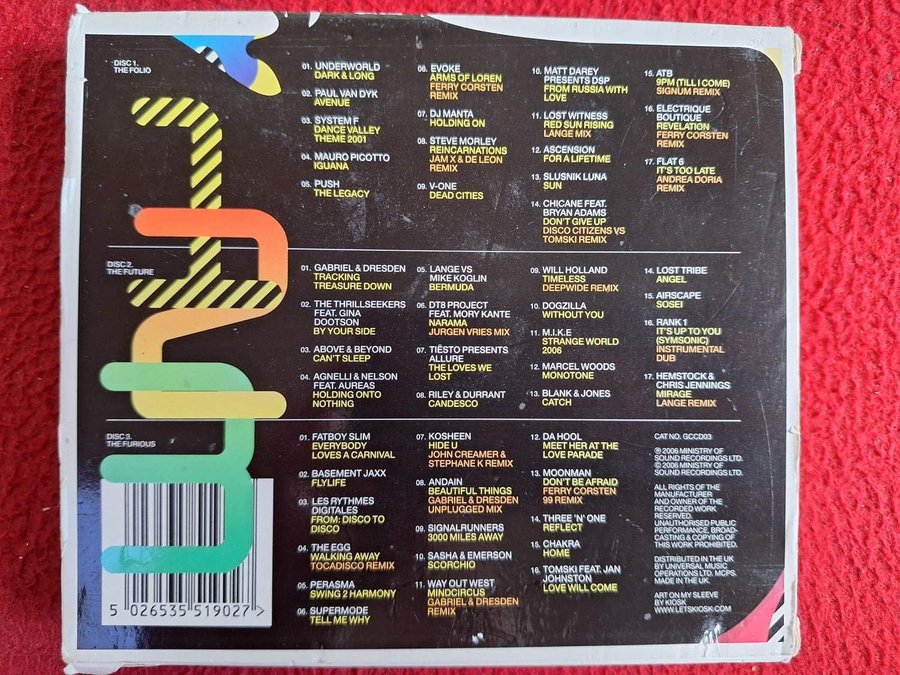 DISC 1.
THE FOLIO
01. UNDERWORLD
DARK & LONG
02. PAUL VAN DYK
AVENUE
03. SYSTEM F
DANCE VALLEY
THEME 2001
04. MAURO PICOTTO
IGUANA
05. PUSH
THE LEGACY
06. EVOKE
ARMS OF LOREN
FERRY CORSTEN
REMIX
07. DJ MANTA
HOLDING ON
08. STEVE MORLEY
REINCARNATIONS
JAM X & DE LEON
REMIX
09. V-ONE
DEAD CITIES
10. MATT DAREY
PRESENTS DSP
FROM RUSSIA WITH
LOVE
11. LOST WITNESS
RED SUN RISING
LANGE MIX
12. ASCENSION
FOR A LIFETIME
13. SLUSNIK LUNA
SUN
14. CHICANE FEAT.
BRYAN ADAMS
DON'T GIVE UP
DISCO CITIZENS VS
TOMSKI REMIX
15. ATB
9PM (TILL I COME)
SIGNUM REMIX
16. ELECTRIQUE
BOUTIQUE
REVELATION
FERRY CORSTEN
REMIX
17. FLAT 6
IT'S TOO LATE
ANDREA DORIA
REMIX
DISC 2.
THE FUTURE
01. GABRIEL & DRESDEN
TRACKING
TREASURE DOWN
02. THE THRILLSEEKERS
FEAT. GINA
DOOTSON
BY YOUR SIDE
03. ABOVE & BEYOND
CAN'T SLEEP
04. AGNELLI & NELSON
FEAT. AUREAS
HOLDING ONTO
NOTHING
05. LANGE VS
MIKE KOGLIN
BERMUDA
06. DT8 PROJECT
FEAT. MORY KANTE
NARAMA
JURGEN VRIES MIX
07. TIËSTO PRESENTS
ALLURE
THE LOVES WE
LOST
08. RILEY & DURRANT
CANDESCO
09. WILL HOLLAND
TIMELESS
DEEPWIDE REMIX
10. DOGZILLA
WITHOUT YOU
11. M.I.K.E
STRANGE WORLD
2006
12. MARCEL WOODS
MONOTONE
13. BLANK & JONES
CATCH
14. LOST TRIBE
ANGEL
15. AIRSCAPE
SOSEI
16. RANK 1
IT'S UP TO YOU
(SYMSONIC)
INSTRUMENTAL
DUB
17. HEMSTOCK &
CHRIS JENNINGS
MIRAGE
LANGE REMIX
DISC 3.
THE FURIOUS
01. FATBOY SLIM
EVERYBODY
LOVES A CARNIVAL
02. BASEMENT JAXX
FLYLIFE
03. LES RYTHMES
DIGITALES
FROM: DISCO TO
DISCO
04. THE EGG
WALKING AWAY
TOCADISCO REMIX
05. PERASMA
SWING 2 HARMONY
06. SUPERMODE
TELL ME WHY
07. KOSHEEN
HIDE U
JOHN CREAMER &
STEPHANE K REMIX
08. ANDAIN
BEAUTIFUL THINGS
GABRIEL & DRESDEN
UNPLUGGED MIX
09. SIGNALRUNNERS
3000 MILES AWAY
10. SASHA & EMERSON
SCORCHIO
11. WAY OUT WEST
MINDCIRCUS
GABRIEL & DRESDEN
REMIX
12. DA HOOL
MEET HER AT THE
LOVE PARADE
13. MOONMAN
DON'T BE AFRAID
FERRY CORSTEN
99 REMIX
14. THREE 'N' ONE
REFLECT
15. CHAKRA
HOME
16. TOMSKI FEAT. JAN
JOHNSTON
LOVE WILL COME
CAT NO. GCCD03
℗ 2006 MINISTRY OF
SOUND RECORDINGS LTD.
© 2006 MINISTRY OF
SOUND RECORDINGS LTD.
ALL RIGHTS OF THE
MANUFACTURER
AND OWNER OF THE
RECORDED WORK
RESERVED.
UNAUTHORISED PUBLIC
PERFORMANCE, BROAD-
CASTING & COPYING OF
THIS WORK PROHIBITED.
DISTRIBUTED IN THE UK
BY UNIVERSAL MUSIC
OPERATIONS LTD. MCPS.
MADE IN THE UK.
ART ON MY SLEEVE
BY KIOSK
WWW.LETSKIOSK.COM
5 026535 519027 >